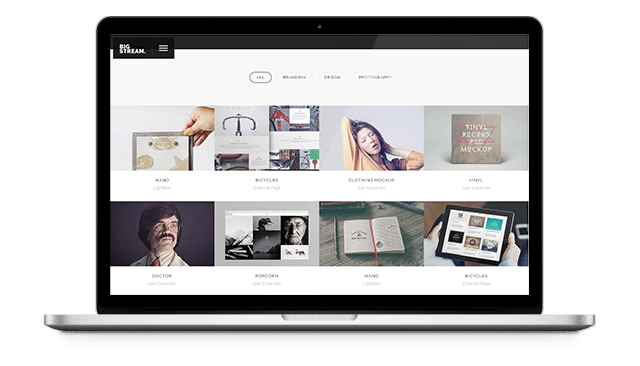 BIG
STREAM.
ALL
BRANDING
DESIGN
PHOTOGRAPHY
VINYL
RECORD
PSD
MOCKUP
HAND
Lightbox
BICYCLES
External Page
CLOTHING MOCKUP
Ajax Expander
VINYL
Ajax Expander
DOCTOR
Ajax Expander
POPCORN
Ajax Expander
HAND
Lightbox
BICYCLES
External Page